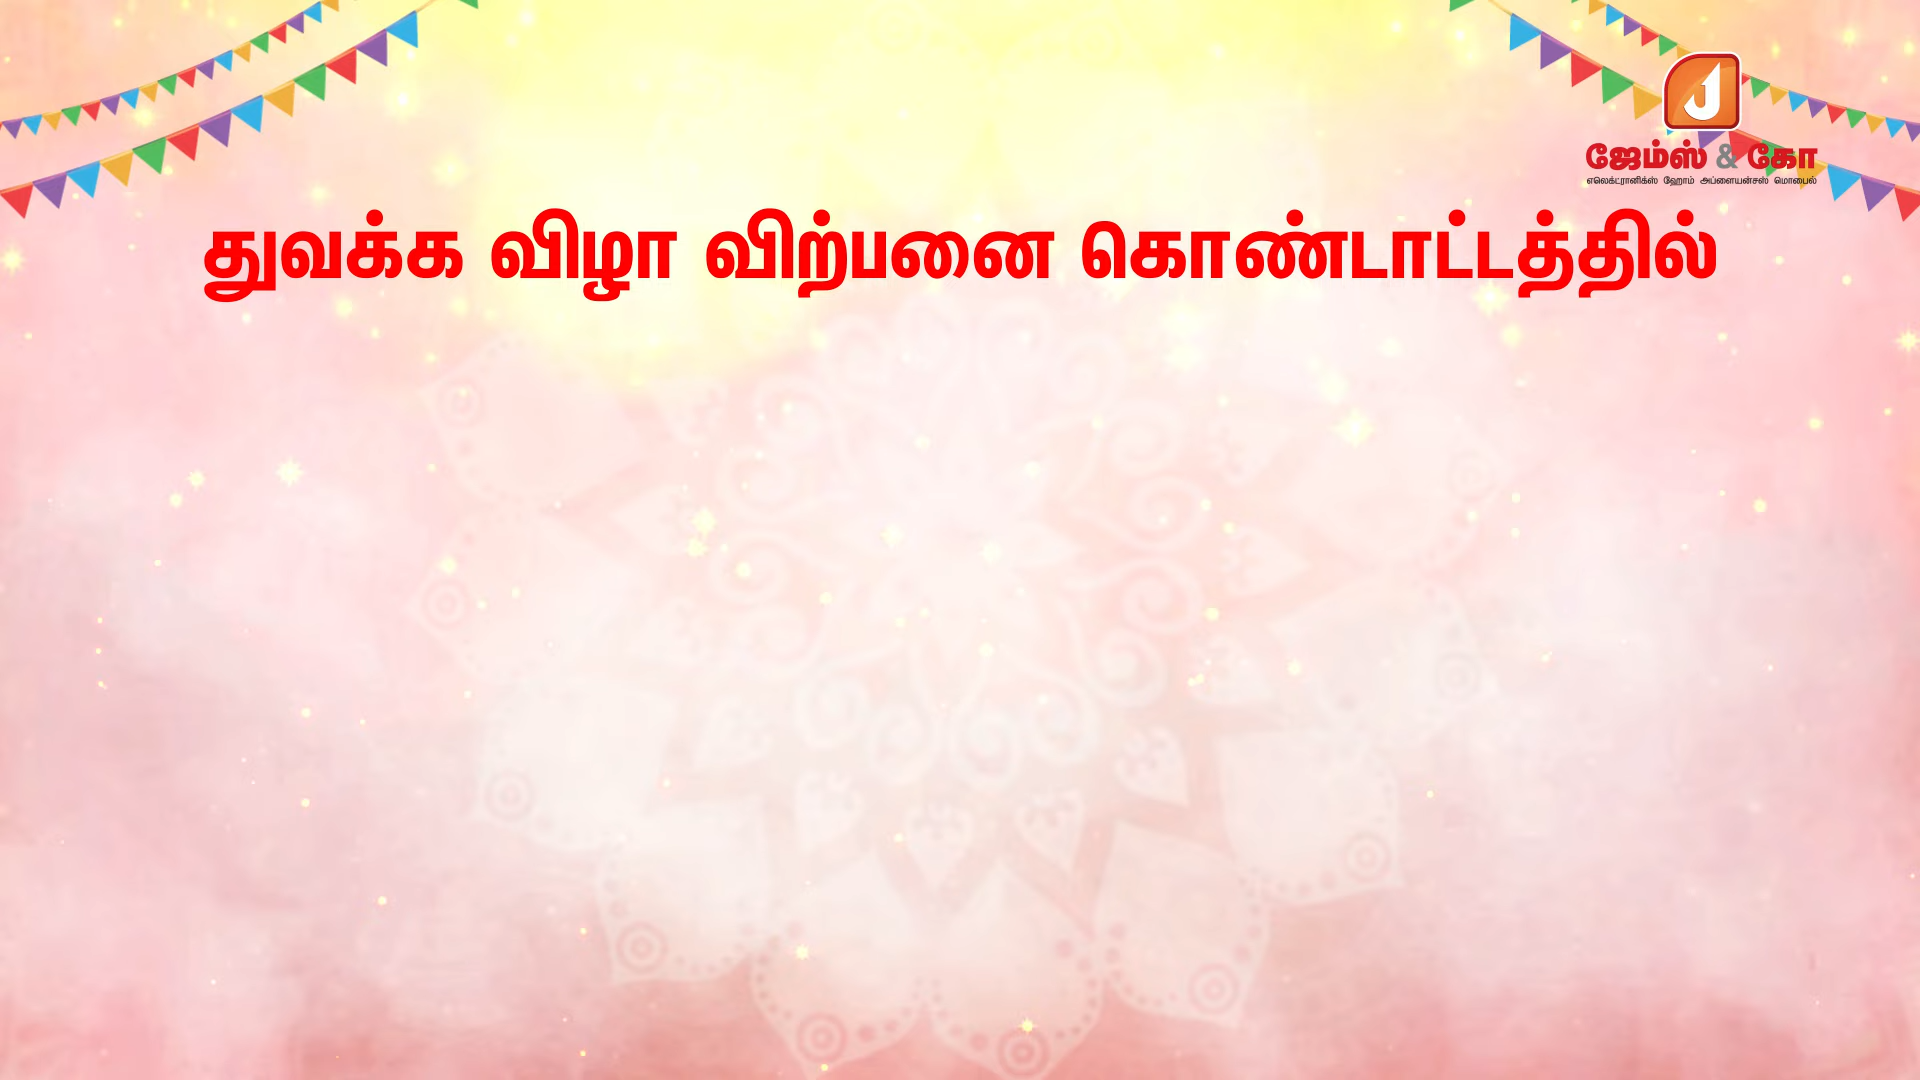 ஜேம்ஸ் & கோ
எலெக்ட்ரானிக்ஸ் ஹோம் அப்ளையன்சஸ் மொபைல்
துவக்க விழா விற்பனை கொண்டாட்டத்தில்